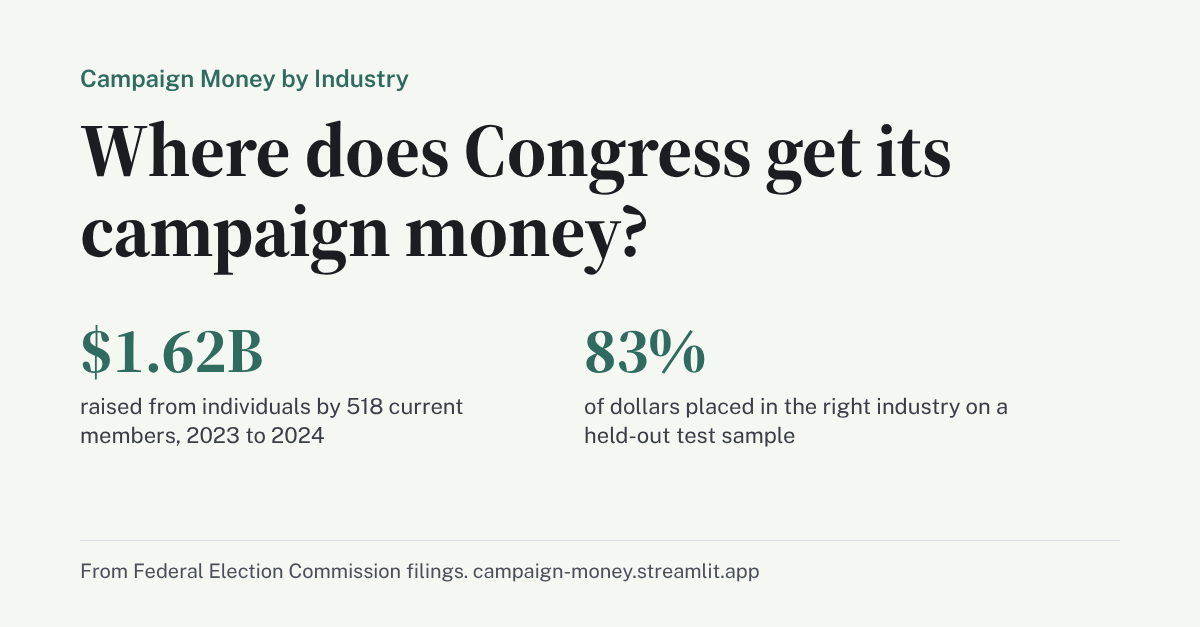 Campaign Money by Industry
Where does Congress get its
campaign money?
$1.62B
raised from individuals by 518 current
members, 2023 to 2024
83%
of dollars placed in the right industry on a
held-out test sample
From Federal Election Commission filings. campaign-money.streamlit.app